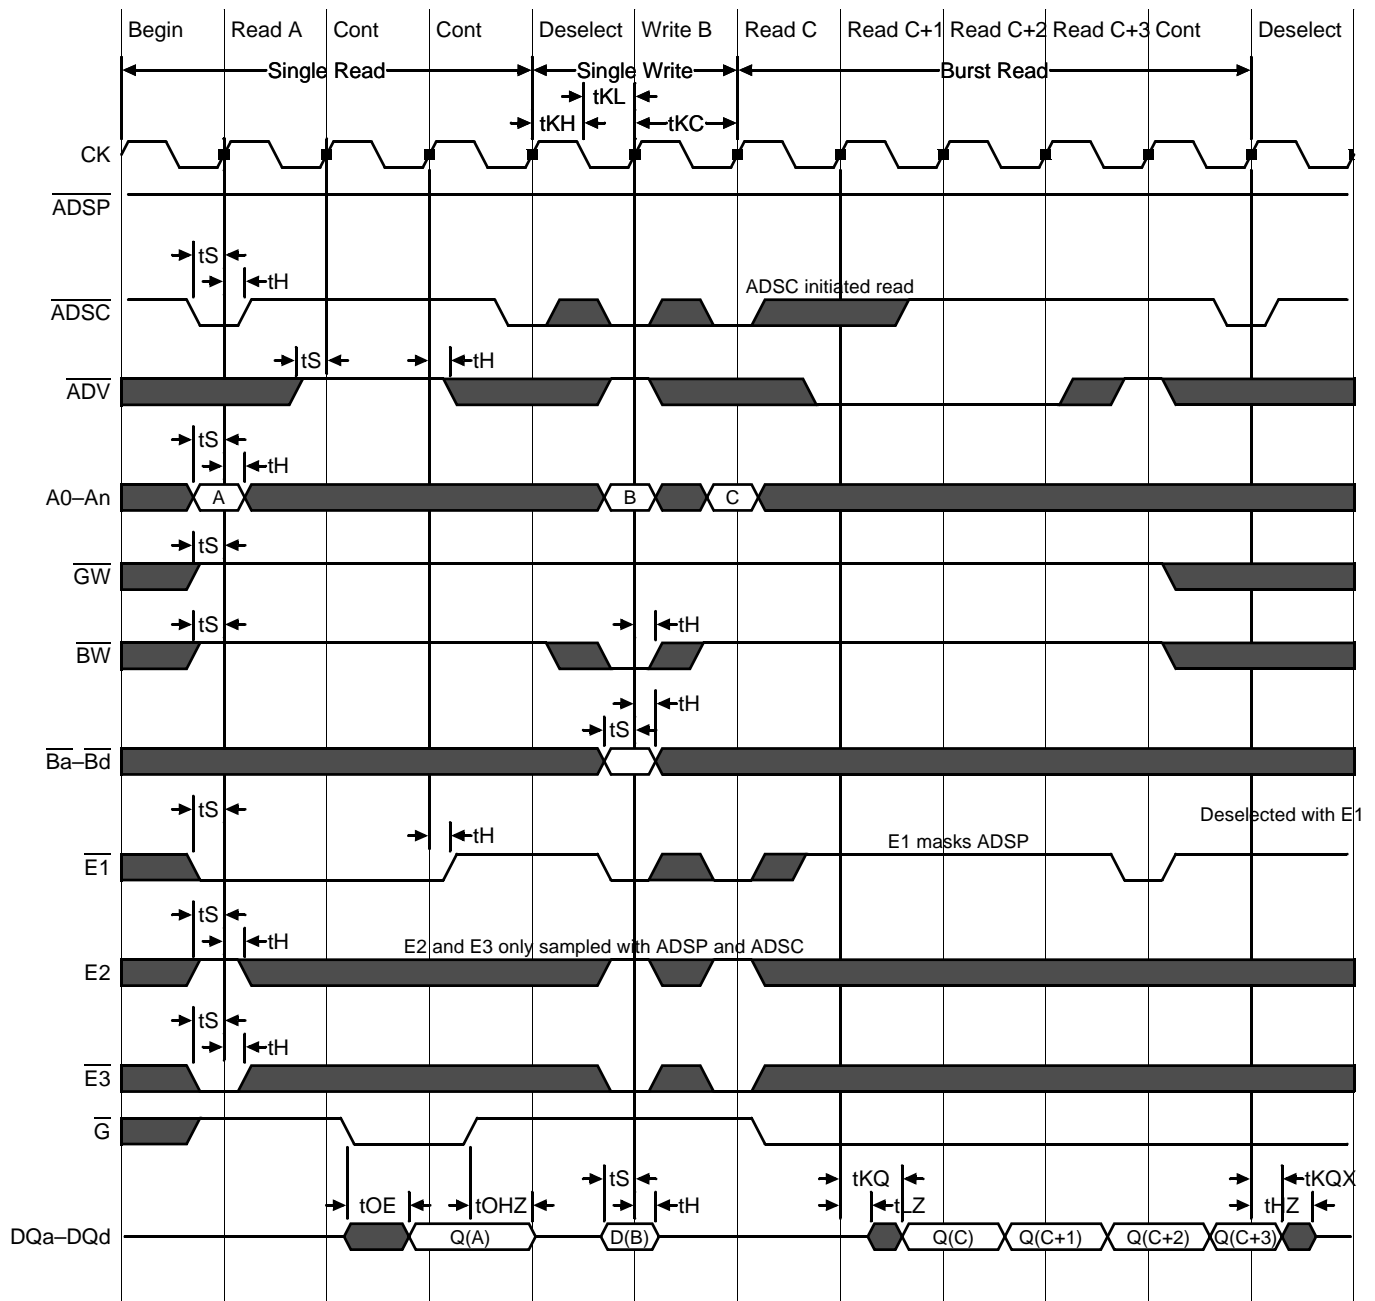 Begin Read A Cont Cont Deselect Write B Read C Read C+1 Read C+2 Read C+3 Cont Deselect
Single Read Single Write Burst Read
tKL
tKH tKC
CK
ADSP
tS
tH
ADSC initiated read
ADSC
tS tH
ADV
tS
tH
A0–An A B C
tS
GW
tS tH
BW
tH
tS
Ba–Bd
tS
Deselected with E1
tH
E1 masks ADSP
E1
tS
tH
E2 and E3 only sampled with ADSP and ADSC
E2
tS
tH
E3
G
tS tKQ tKQX
tOE tOHZ tH tLZ tHZ
DQa–DQd Q(A) D(B) Q(C) Q(C+1) Q(C+2) Q(C+3)